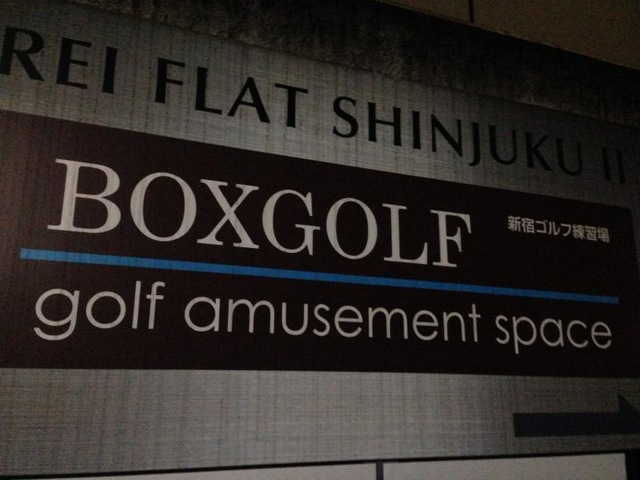 REI FLAT SHINJUKU II
BOXGOLF
新宿ゴルフ練習場
golf amusement space